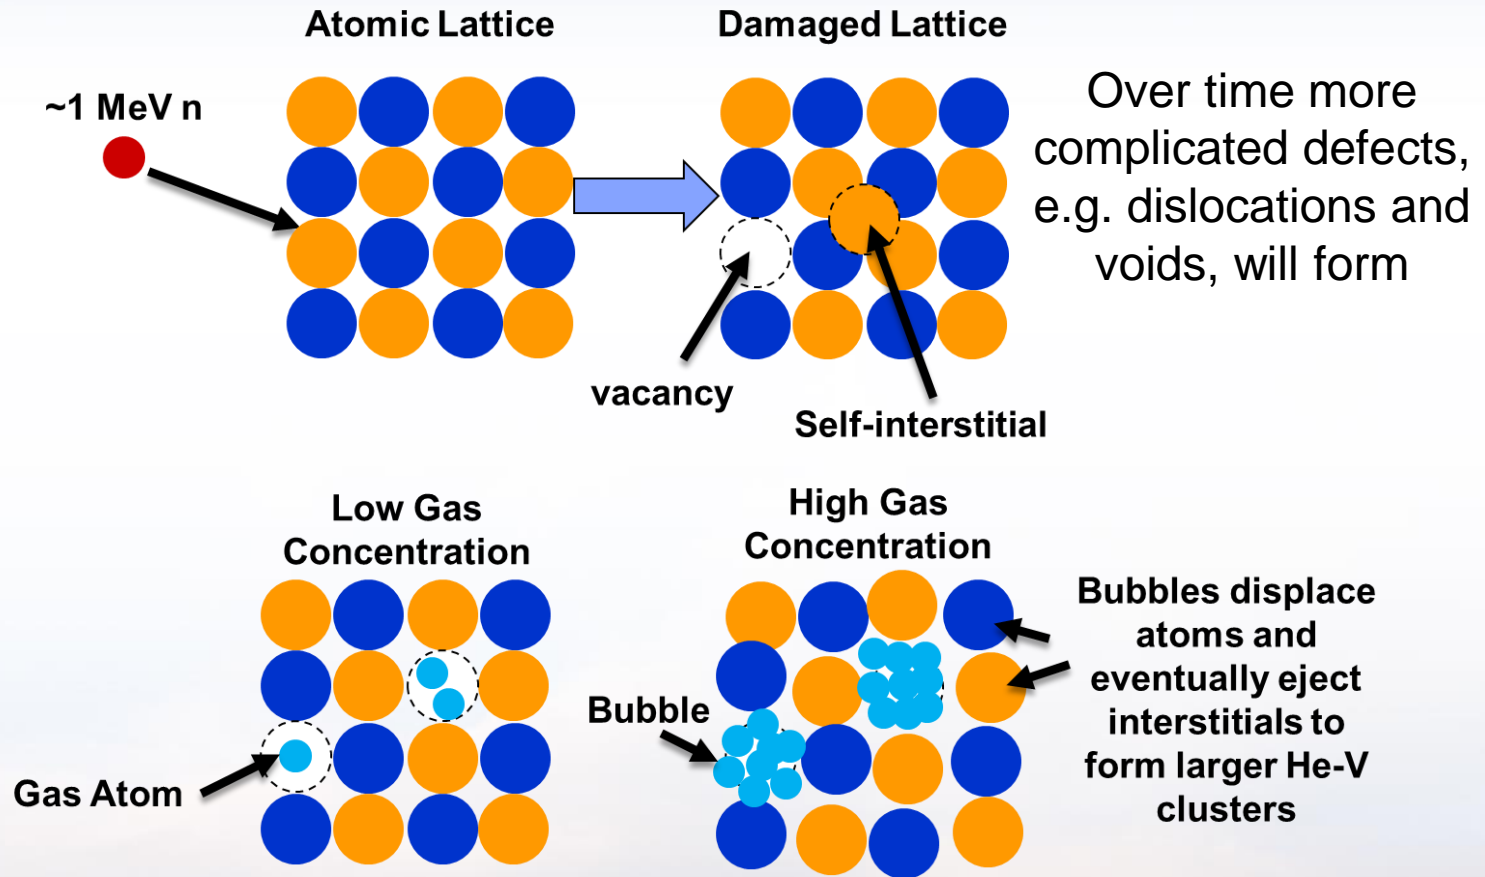 Atomic Lattice
Damaged Lattice
~1 MeV n
Over time more
complicated defects,
e.g. dislocations and
voids, will form
vacancy
Self-interstitial
Low Gas
Concentration
High Gas
Concentration
Gas Atom
Bubble
Bubbles displace
atoms and
eventually eject
interstitials to
form larger He-V
clusters